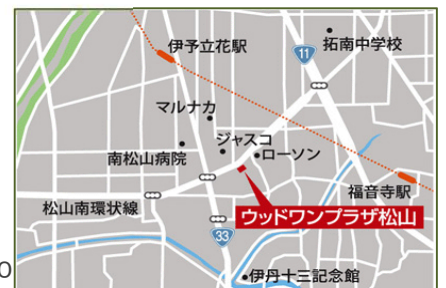 伊予立花駅
11
拓南中学校
マルナカ
ジャスコ
南松山病院
ローソン
福音寺駅
松山南環状線
ウッドワンプラザ松山
33
伊丹十三記念館